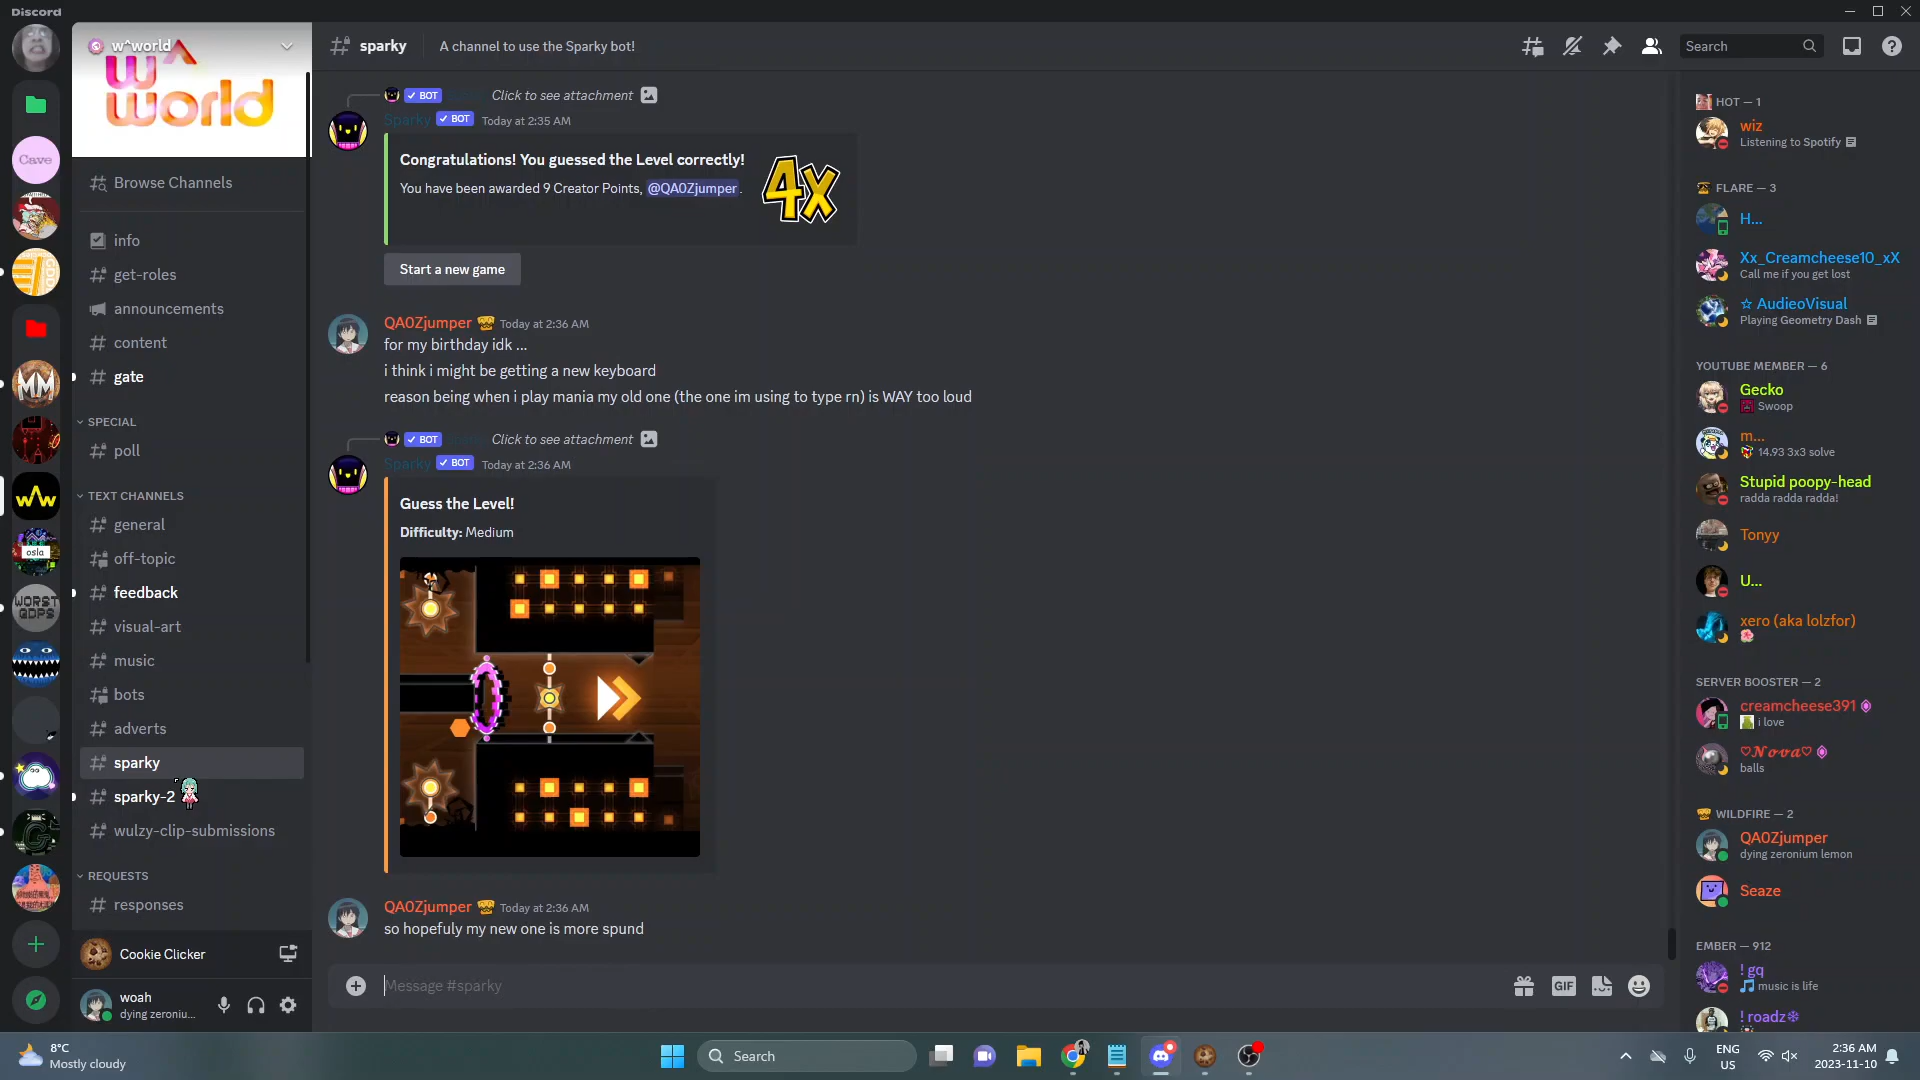 Discord
w^world
w^
world
Browse Channels
info
get-roles
announcements
content
gate
SPECIAL
poll
TEXT CHANNELS
general
off-topic
feedback
visual-art
music
bots
adverts
sparky
sparky-2
wulzy-clip-submissions
REQUESTS
responses
Cookie Clicker
woah
dying zeroniu...
Cave
MM
osla
WORST
GDPS
sparky
A channel to use the Sparky bot!
Search
BOT Click to see attachment
Sparky BOT Today at 2:35 AM
Congratulations! You guessed the Level correctly!
You have been awarded 9 Creator Points, @QA0Zjumper.
4X
Start a new game
QA0Zjumper Today at 2:36 AM
for my birthday idk ...
i think i might be getting a new keyboard
reason being when i play mania my old one (the one im using to type rn) is WAY too loud
BOT Click to see attachment
Sparky BOT Today at 2:36 AM
Guess the Level!
Difficulty: Medium
QA0Zjumper Today at 2:36 AM
so hopefuly my new one is more spund
Message #sparky
GIF
HOT — 1
wiz
Listening to Spotify
FLARE — 3
H...
Xx_Creamcheese10_xX
Call me if you get lost
☆ AudieoVisual
Playing Geometry Dash
YOUTUBE MEMBER — 6
Gecko
Swoop
m...
14.93 3x3 solve
Stupid poopy-head
radda radda radda!
Tonyy
U...
xero (aka lolzfor)
SERVER BOOSTER — 2
creamcheese391
i love
♡𝓝𝓸𝓿𝓪♡
balls
WILDFIRE — 2
QA0Zjumper
dying zeronium lemon
Seaze
EMBER — 912
! gq
music is life
! roadz❄
8°C
Mostly cloudy
Search
ENG
US
2:36 AM
2023-11-10